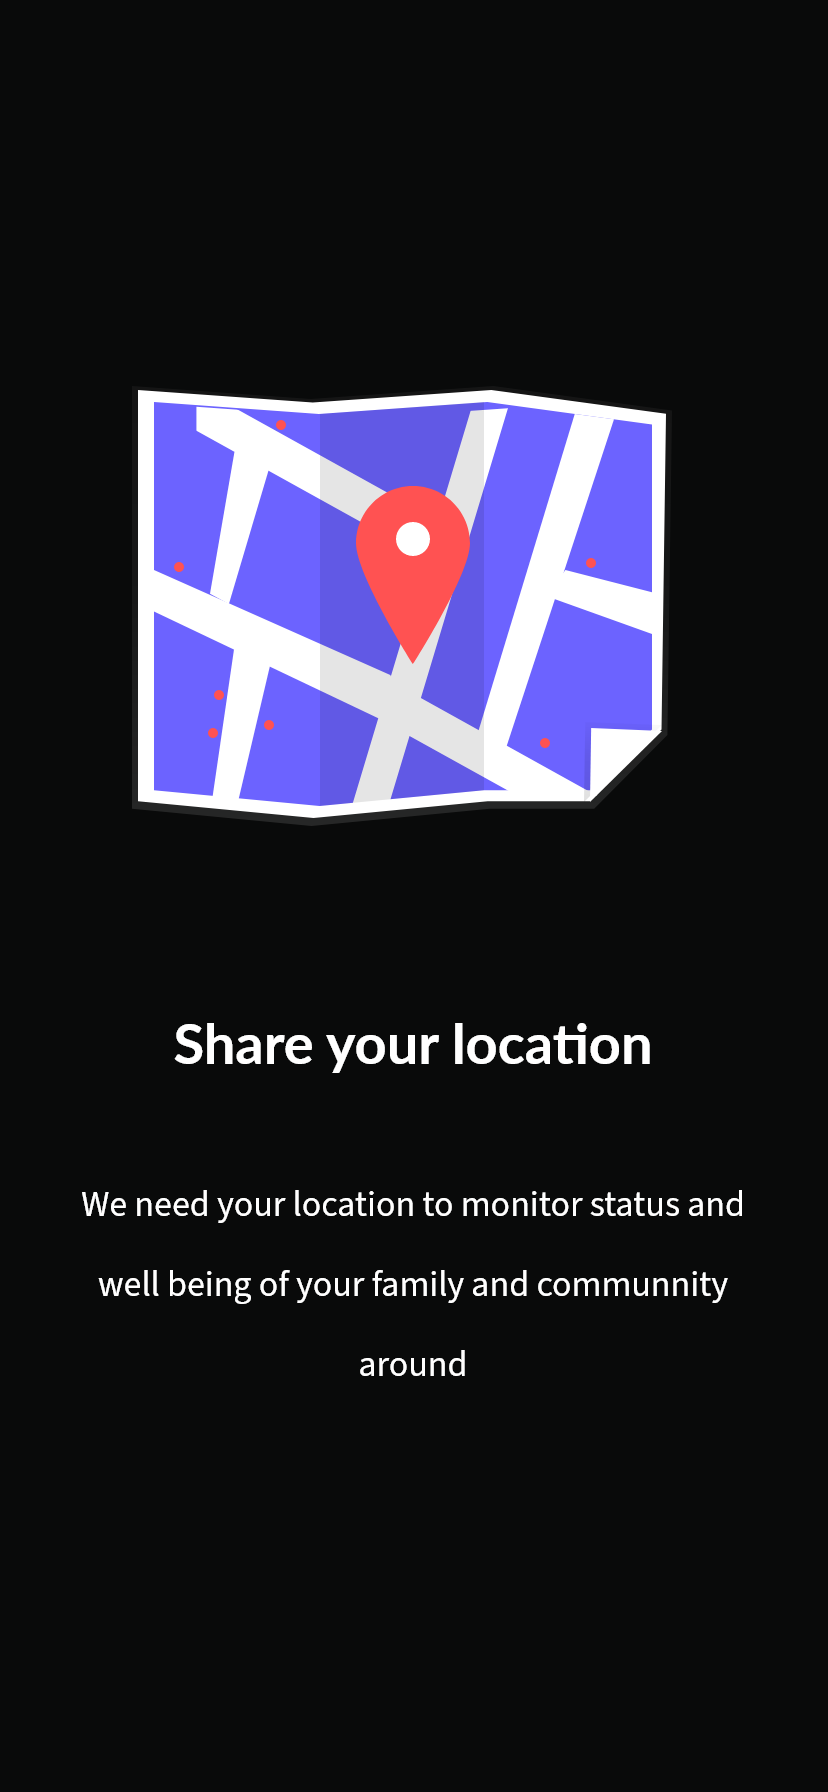 Share your location
We need your location to monitor status and
well being of your family and communnity
around